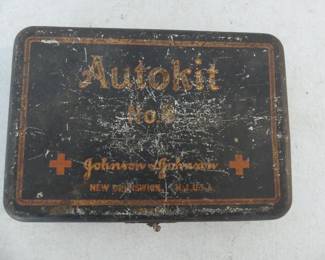 Autokit
No.
Johnson & Johnson
NEW BRUNSWICK, N.J., U.S.A.